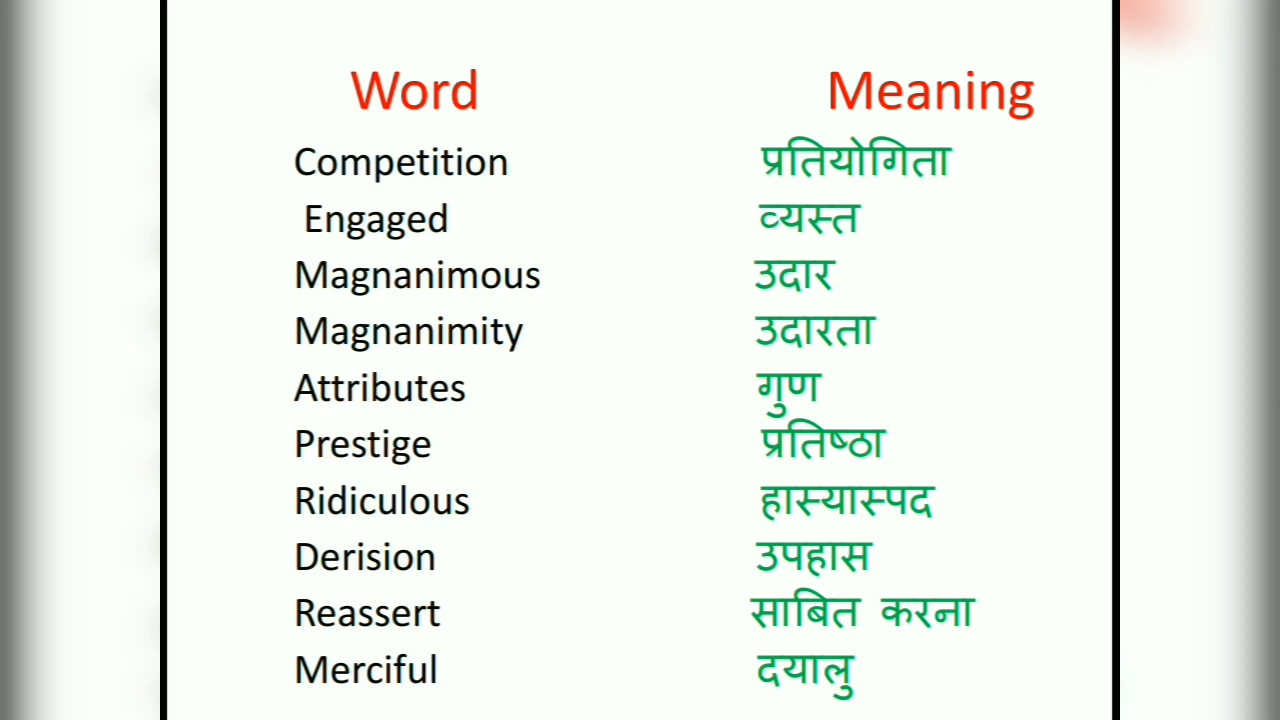 Word Meaning
Competition प्रतियोगिता
Engaged व्यस्त
Magnanimous उदार
Magnanimity उदारता
Attributes गुण
Prestige प्रतिष्ठा
Ridiculous हास्यास्पद
Derision उपहास
Reassert साबित करना
Merciful दयालु